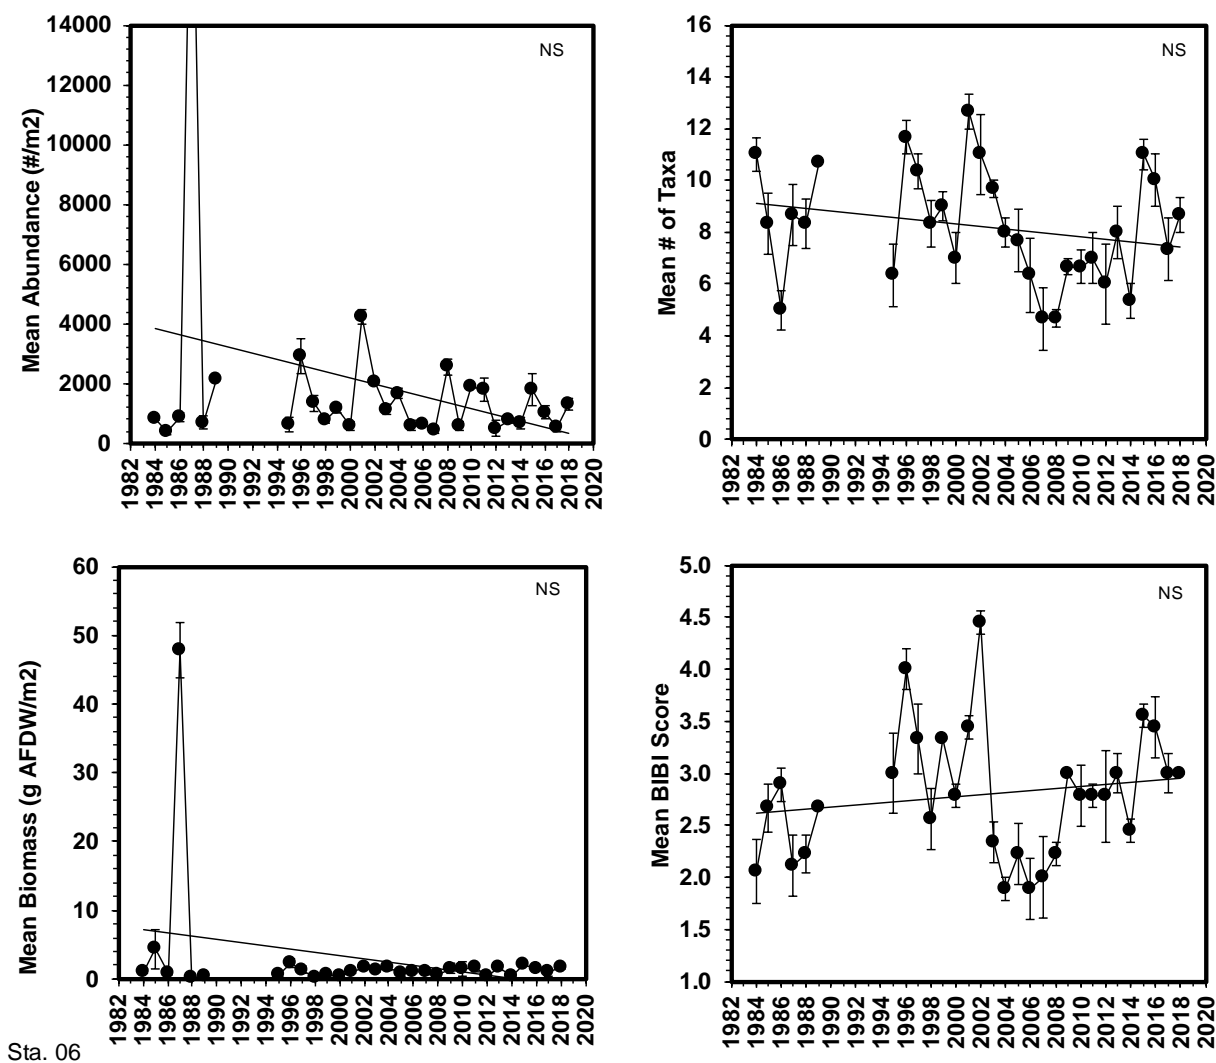 14000
12000
10000
8000
6000
4000
2000
0
Mean Abundance (#/m2)
NS
1982 1984 1986 1988 1990 1992 1994 1996 1998 2000 2002 2004 2006 2008 2010 2012 2014 2016 2018 2020
16
14
12
10
8
6
4
2
0
Mean # of Taxa
NS
1982 1984 1986 1988 1990 1992 1994 1996 1998 2000 2002 2004 2006 2008 2010 2012 2014 2016 2018 2020
60
50
40
30
20
10
0
Mean Biomass (g AFDW/m2)
NS
1982 1984 1986 1988 1990 1992 1994 1996 1998 2000 2002 2004 2006 2008 2010 2012 2014 2016 2018 2020
5.0
4.5
4.0
3.5
3.0
2.5
2.0
1.5
1.0
Mean BIBI Score
NS
1982 1984 1986 1988 1990 1992 1994 1996 1998 2000 2002 2004 2006 2008 2010 2012 2014 2016 2018 2020
Sta. 06